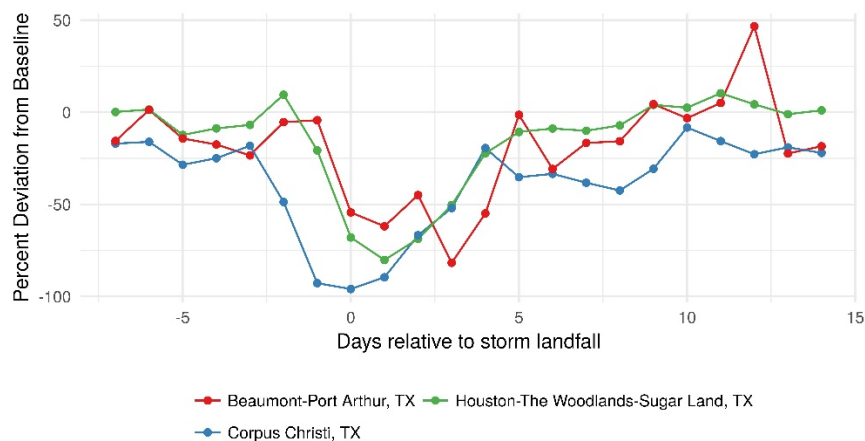 50
0
-50
-100
Percent Deviation from Baseline
-5 0 5 10 15
Days relative to storm landfall
Beaumont-Port Arthur, TX Houston-The Woodlands-Sugar Land, TX
Corpus Christi, TX